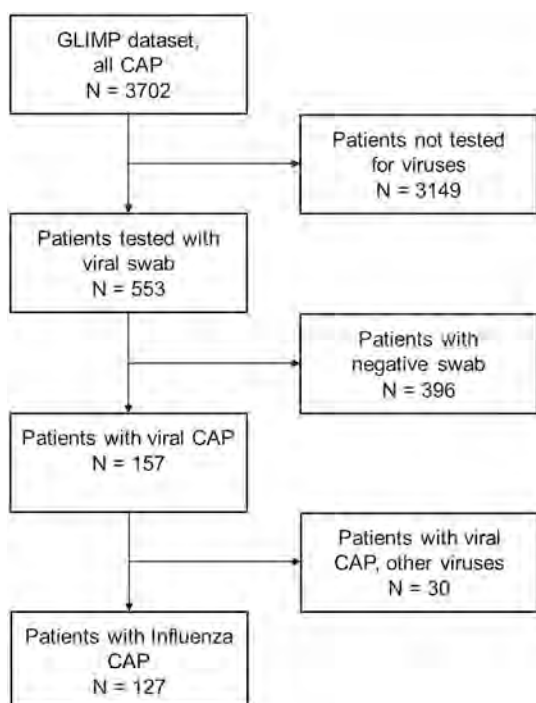 GLIMP dataset,
all CAP
N = 3702
Patients not tested
for viruses
N = 3149
Patients tested with
viral swab
N = 553
Patients with
negative swab
N = 396
Patients with viral CAP
N = 157
Patients with viral
CAP, other viruses
N = 30
Patients with Influenza
CAP
N = 127